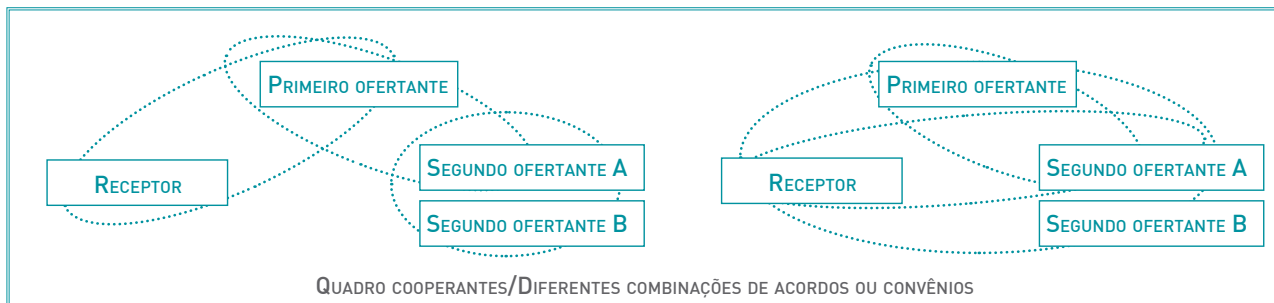 Primeiro ofertante
Receptor
Segundo ofertante A
Segundo ofertante B
Primeiro ofertante
Receptor
Segundo ofertante A
Segundo ofertante B
Quadro cooperantes/Diferentes combinações de acordos ou convênios